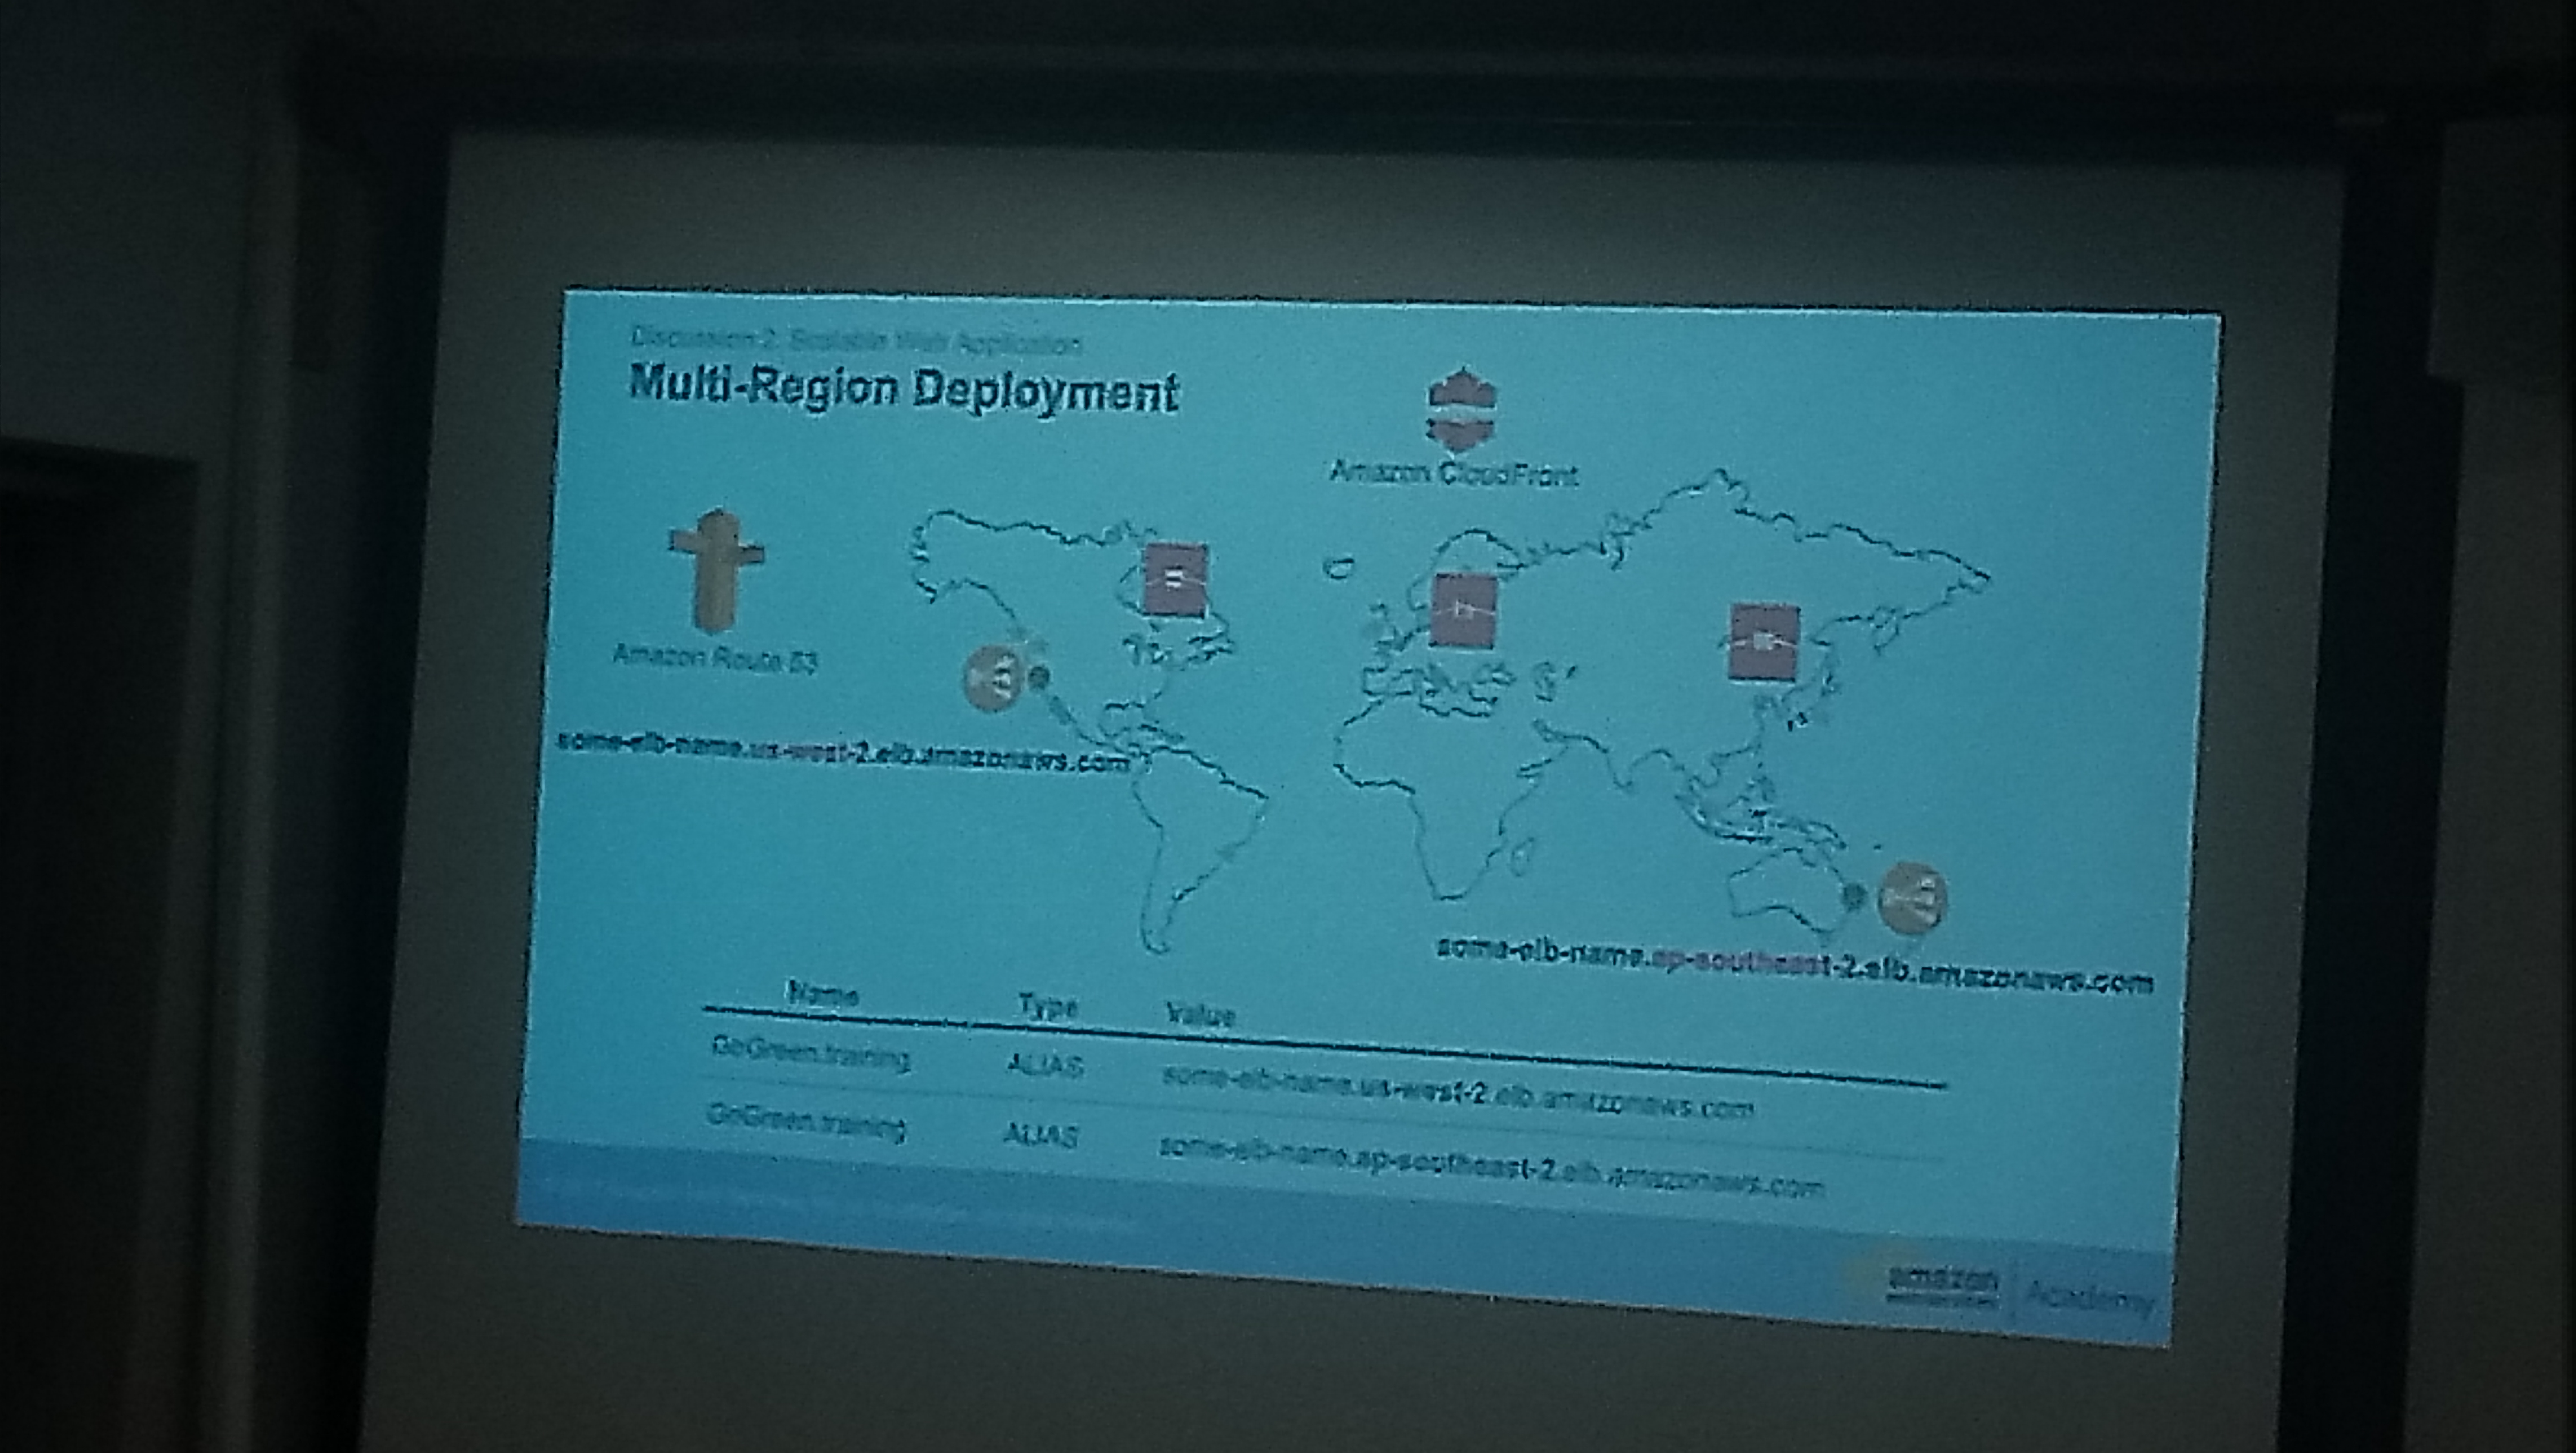 Discussion 2: Scalable Web Application
Multi-Region Deployment
Amazon CloudFront
Amazon Route 53
some-elb-name.us-west-2.elb.amazonaws.com
some-elb-name.ap-southeast-2.elb.amazonaws.com
Name Type Value
GoGreen.training ALIAS some-elb-name.us-west-2.elb.amazonaws.com
GoGreen.training ALIAS some-elb-name.ap-southeast-2.elb.amazonaws.com
amazon Academy